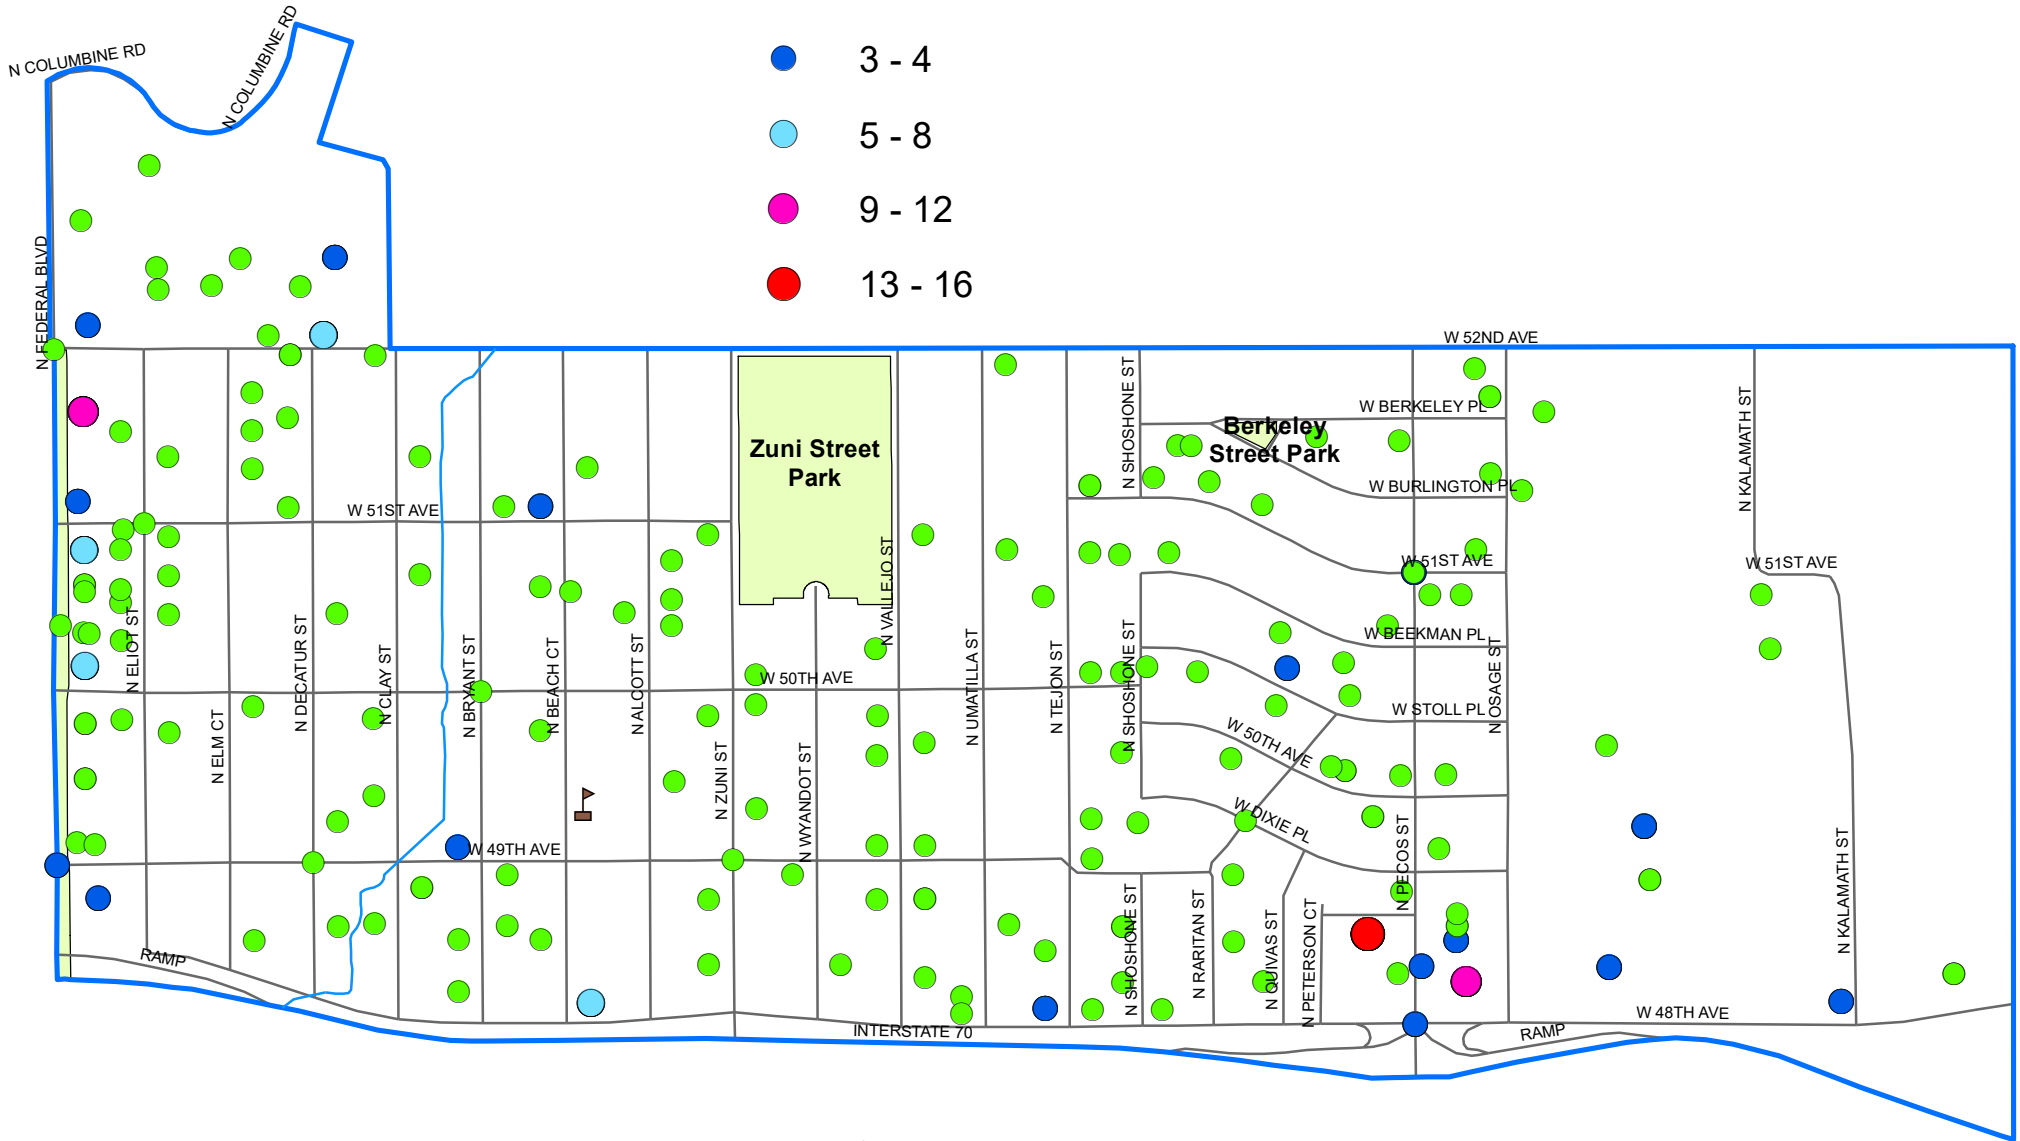 N COLUMBINE RD
N COLUMBINE RD
3 - 4
5 - 8
9 - 12
13 - 16
N FEDERAL BLVD
W 52ND AVE
N SHOSHONE ST
W BERKELEY PL
N KALAMATH ST
Berkeley
Street Park
Zuni Street
Park
W BURLINGTON PL
W 51ST AVE
W 51ST AVE
W 51ST AVE
N VALLEJO ST
N ELIOT ST
N DECATUR ST
N CLAY ST
N BRYANT ST
N BEACH CT
N ALCOTT ST
W 50TH AVE
N UMATILLA ST
N TEJON ST
N SHOSHONE ST
W BEEKMAN PL
N OSAGE ST
W STOLL PL
W 50TH AVE
N ELM CT
N ZUNI ST
N WYANDOT ST
W DIXIE PL
N PECOS ST
W 49TH AVE
N KALAMATH ST
N SHOSHONE ST
N RARITAN ST
N QUIVAS ST
N PETERSON CT
RAMP
INTERSTATE 70
W 48TH AVE
RAMP